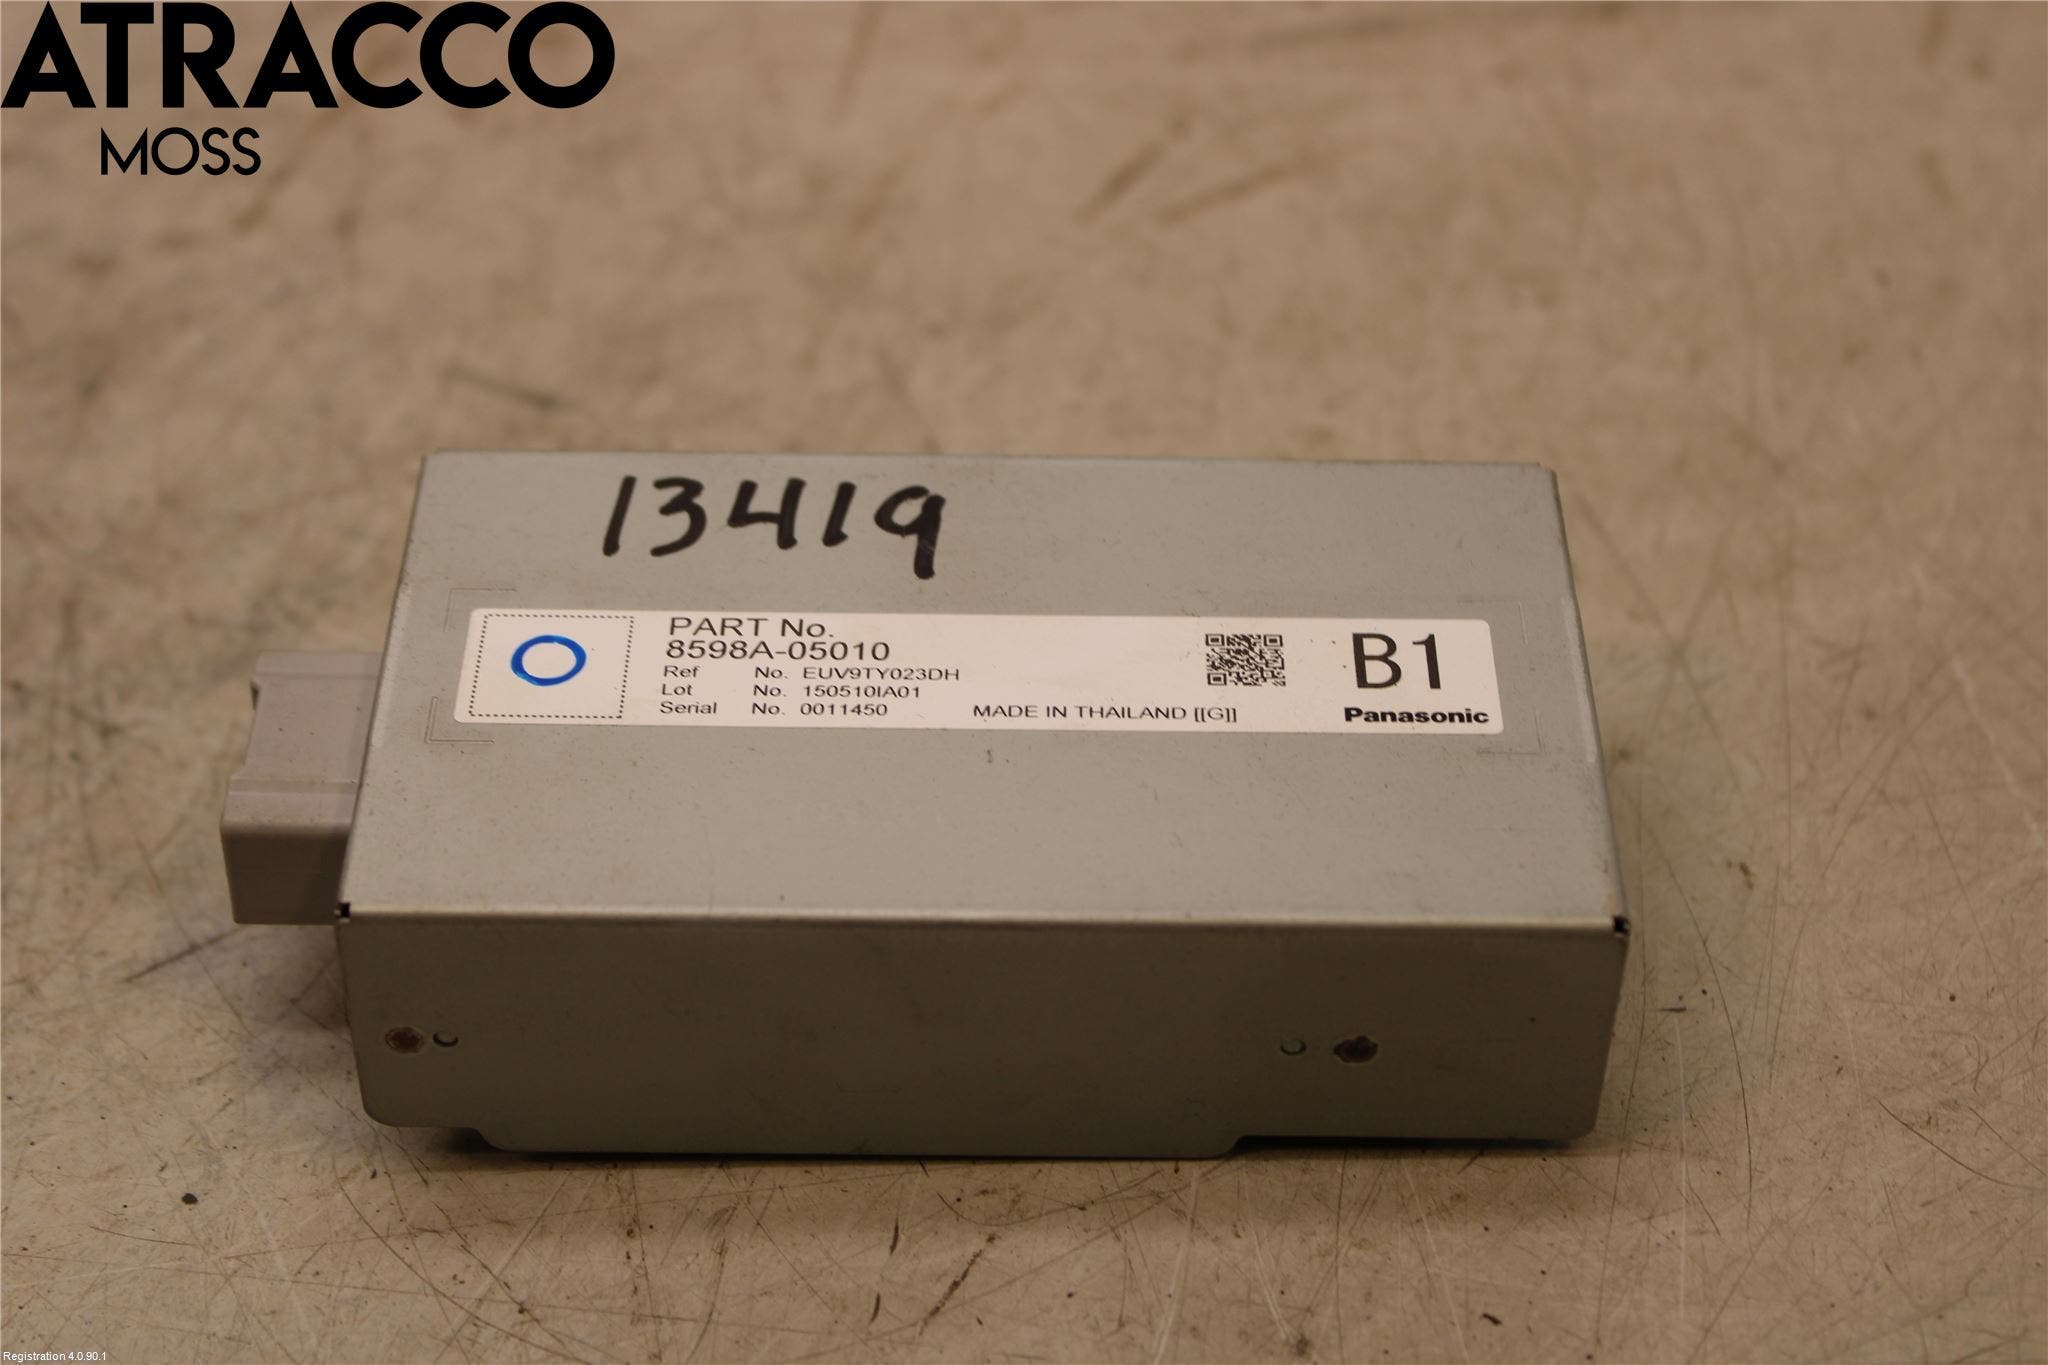 ATRACCO
MOSS
13419
PART No.
8598A-05010
Ref No. EUV9TY023DH
Lot No. 150510IA01
Serial No. 0011450
MADE IN THAILAND [[G]]
B1
Panasonic
Registration 4.0.90.1